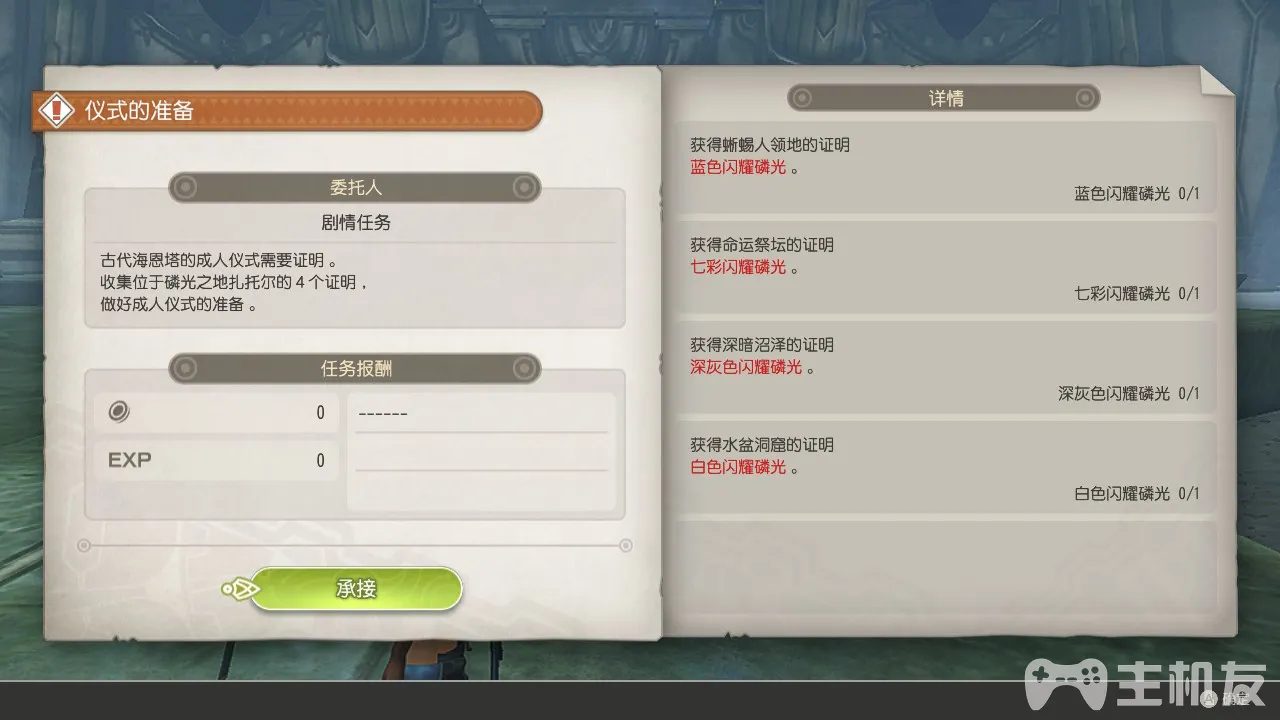 仪式的准备
委托人
剧情任务
古代海恩塔的成人仪式需要证明。
收集位于磷光之地扎托尔的4个证明，
做好成人仪式的准备。
任务报酬
0
------
EXP 0
承接
详情
获得蜥蜴人领地的证明
蓝色闪耀磷光。
蓝色闪耀磷光 0/1
获得命运祭坛的证明
七彩闪耀磷光。
七彩闪耀磷光 0/1
获得深暗沼泽的证明
深灰色闪耀磷光。
深灰色闪耀磷光 0/1
获得水盆洞窟的证明
白色闪耀磷光。
白色闪耀磷光 0/1
主机友
A 确定